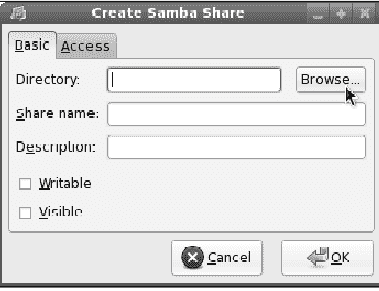 Create Samba Share
Basic Access
Directory: Browse...
Share name:
Description:
Writable
Visible
Cancel OK